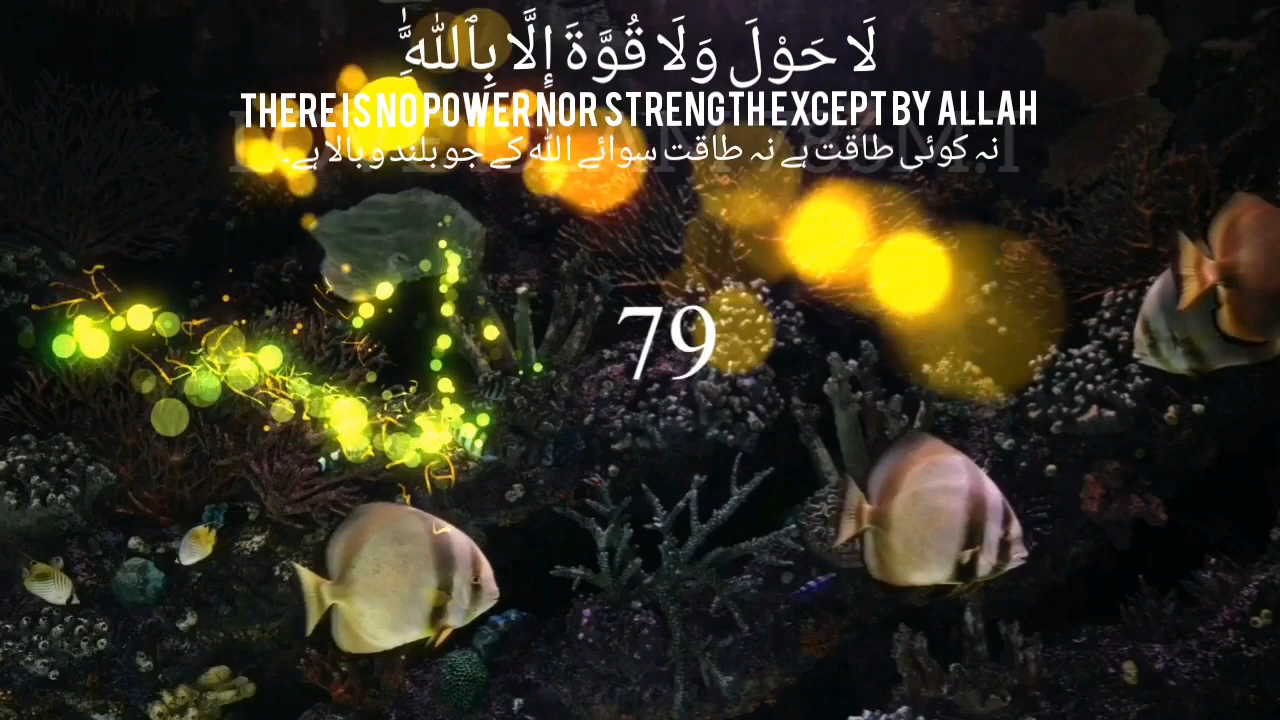 لَا حَوْلَ وَلَا قُوَّةَ إِلَّا بِٱللَّٰهِ
THERE IS NO POWER NOR STRENGTH EXCEPT BY ALLAH
نہ کوئی طاقت ہے نہ طاقت سوائے اللہ کے جو بلند و بالا ہے۔
79